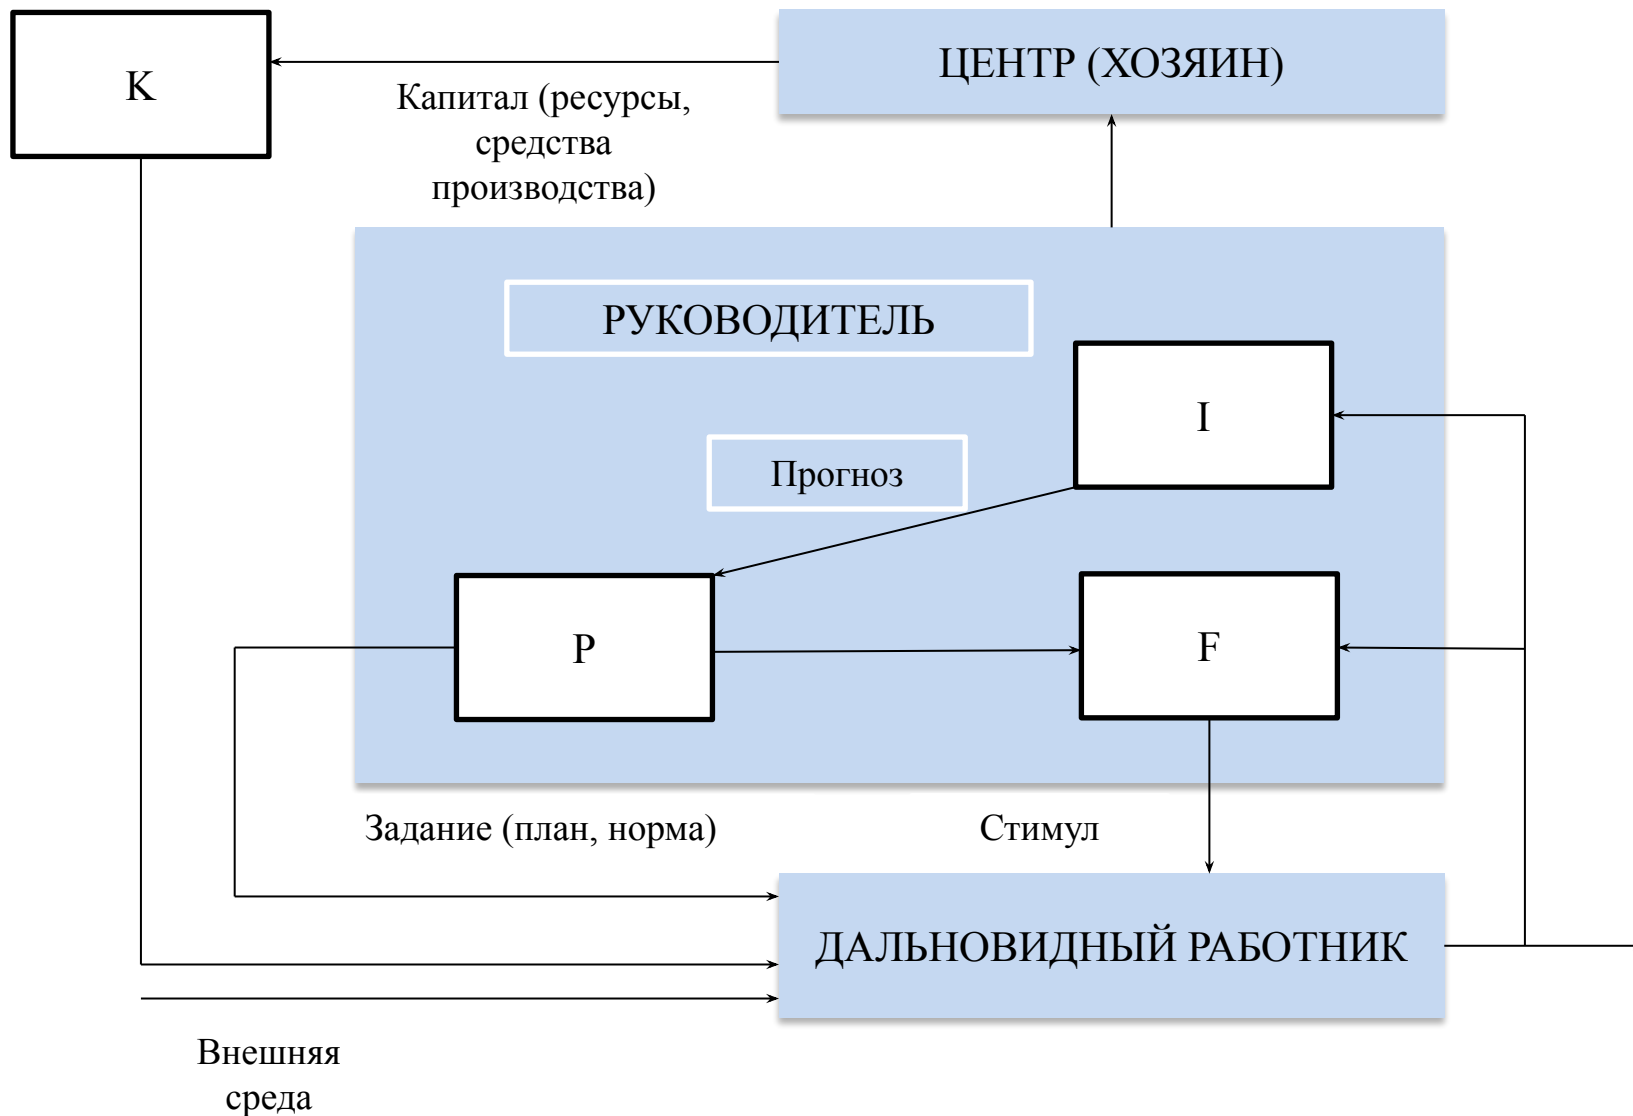 K
ЦЕНТР (ХОЗЯИН)
Капитал (ресурсы,
средства
производства)
РУКОВОДИТЕЛЬ
I
Прогноз
P
F
Задание (план, норма)
Стимул
ДАЛЬНОВИДНЫЙ РАБОТНИК
Внешняя
среда